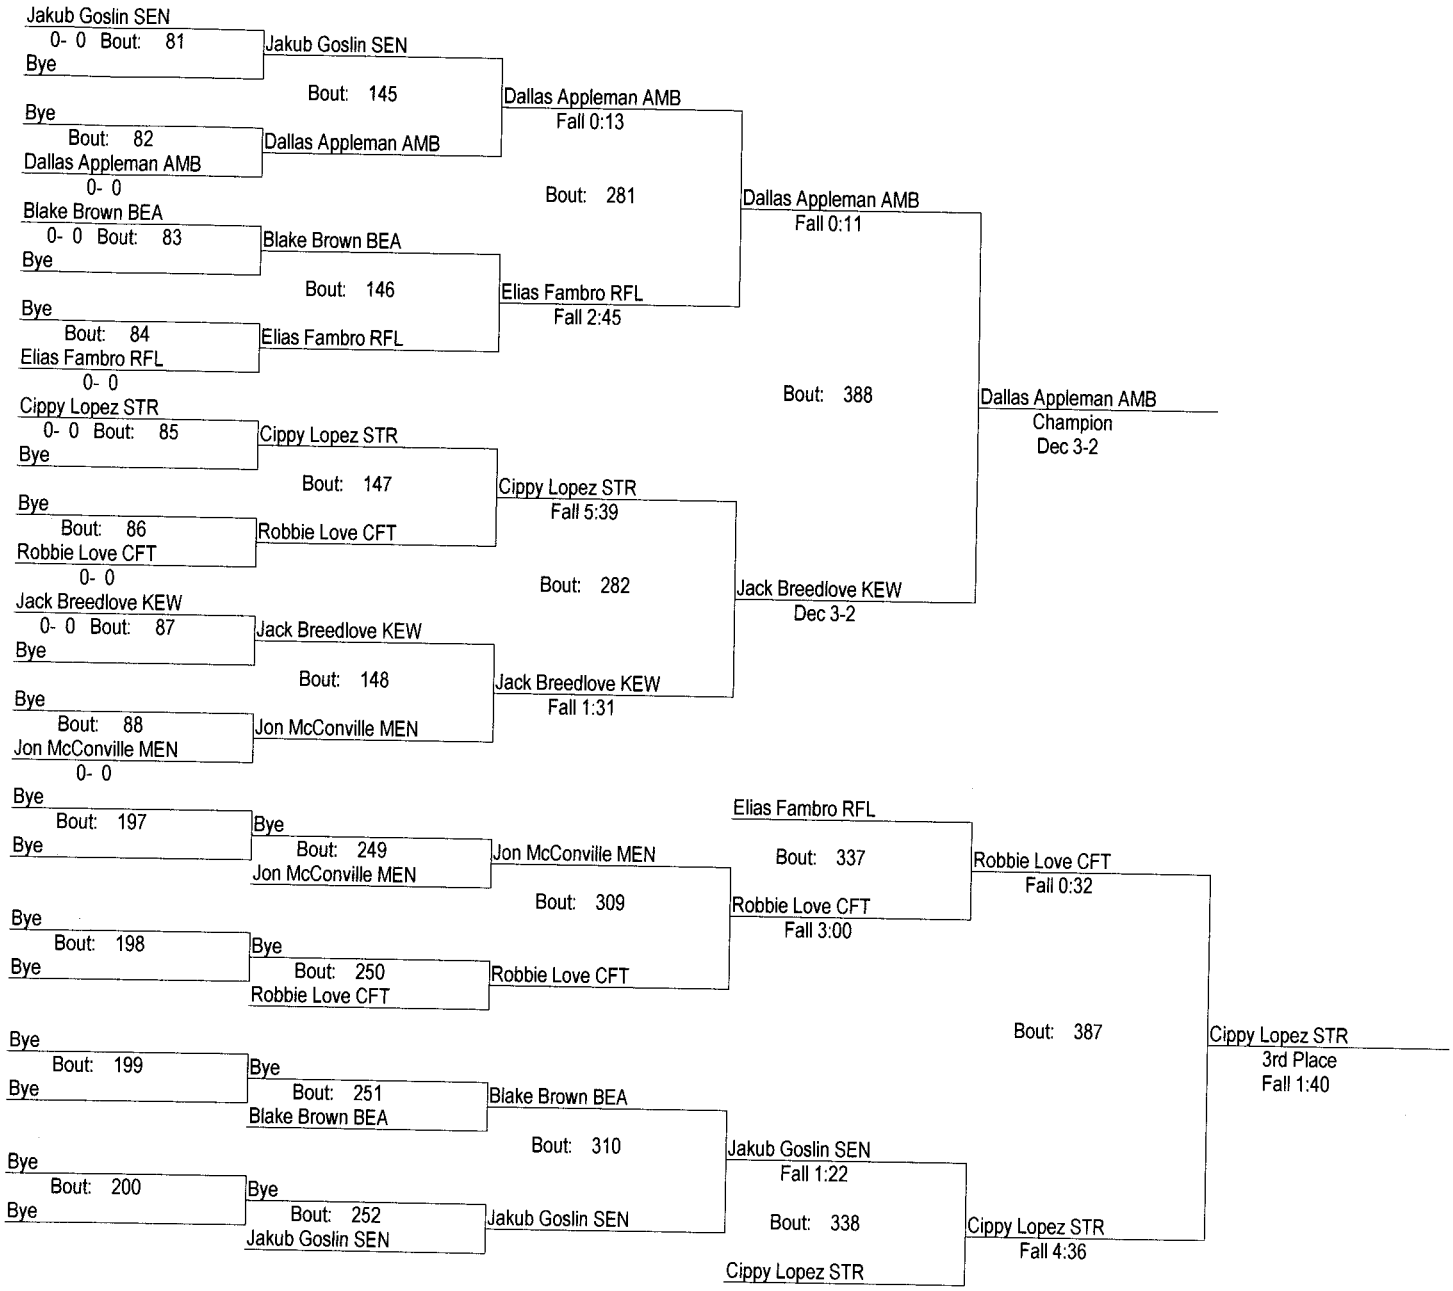 Jakub Goslin SEN
0- 0 Bout: 81
Bye
Jakub Goslin SEN
Bout: 145
Bye
Bout: 82
Dallas Appleman AMB
0- 0
Dallas Appleman AMB
Dallas Appleman AMB
Fall 0:13
Bout: 281
Blake Brown BEA
0- 0 Bout: 83
Bye
Blake Brown BEA
Bout: 146
Bye
Bout: 84
Elias Fambro RFL
0- 0
Elias Fambro RFL
Elias Fambro RFL
Fall 2:45
Dallas Appleman AMB
Fall 0:11
Bout: 388
Cippy Lopez STR
0- 0 Bout: 85
Bye
Cippy Lopez STR
Bout: 147
Bye
Bout: 86
Robbie Love CFT
0- 0
Robbie Love CFT
Cippy Lopez STR
Fall 5:39
Bout: 282
Jack Breedlove KEW
0- 0 Bout: 87
Bye
Jack Breedlove KEW
Bout: 148
Bye
Bout: 88
Jon McConville MEN
0- 0
Jon McConville MEN
Jack Breedlove KEW
Fall 1:31
Jack Breedlove KEW
Dec 3-2
Dallas Appleman AMB
Champion
Dec 3-2
Bye
Bout: 197
Bye
Bye
Bout: 249
Jon McConville MEN
Jon McConville MEN
Bout: 309
Bye
Bout: 198
Bye
Bye
Bout: 250
Robbie Love CFT
Robbie Love CFT
Elias Fambro RFL
Bout: 337
Robbie Love CFT
Fall 3:00
Robbie Love CFT
Fall 0:32
Bout: 387
Bye
Bout: 199
Bye
Bye
Bout: 251
Blake Brown BEA
Blake Brown BEA
Bout: 310
Bye
Bout: 200
Bye
Bye
Bout: 252
Jakub Goslin SEN
Jakub Goslin SEN
Jakub Goslin SEN
Fall 1:22
Bout: 338
Cippy Lopez STR
Cippy Lopez STR
Fall 4:36
Cippy Lopez STR
3rd Place
Fall 1:40